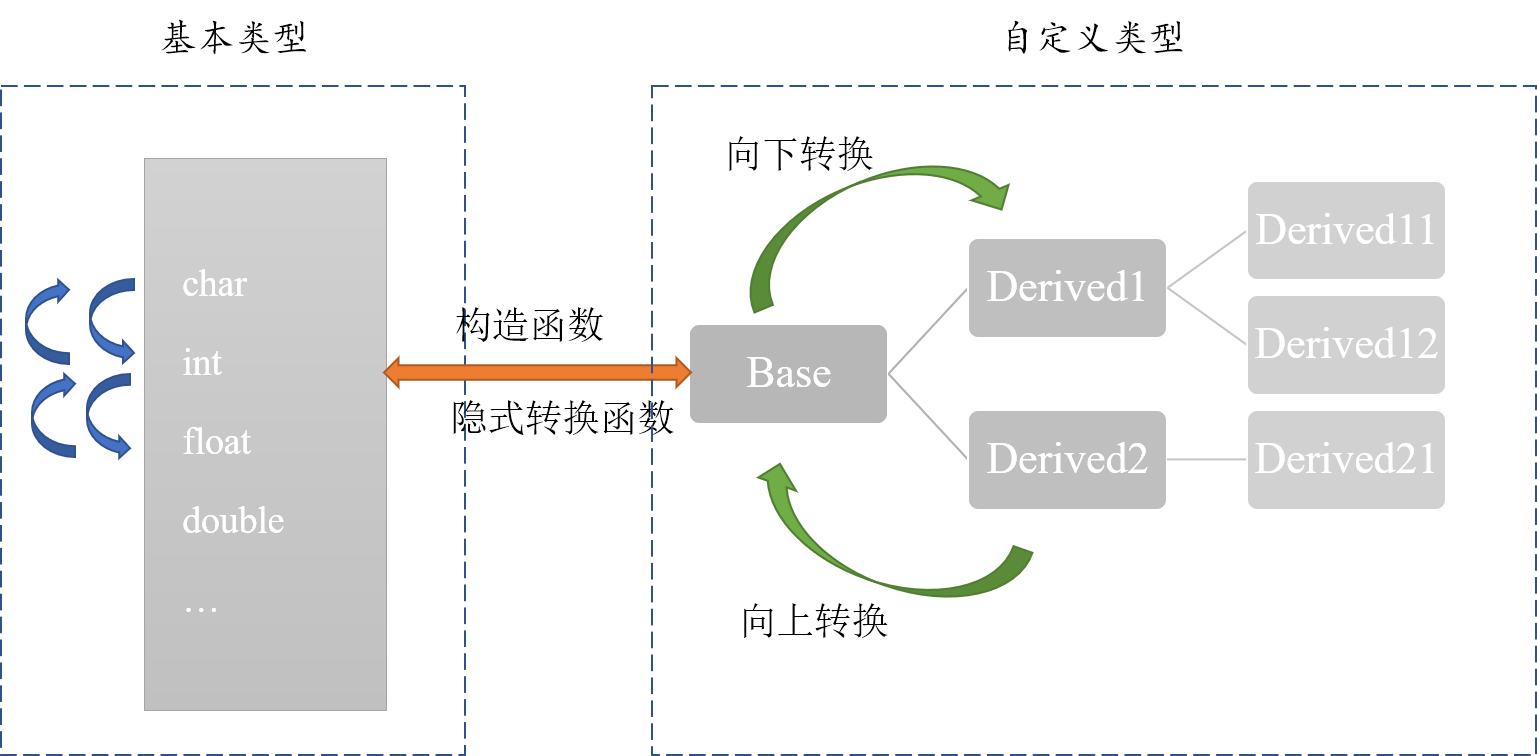 基本类型
自定义类型
char
int
float
double
…
构造函数
隐式转换函数
向下转换
Base
Derived1
Derived2
Derived11
Derived12
Derived21
向上转换